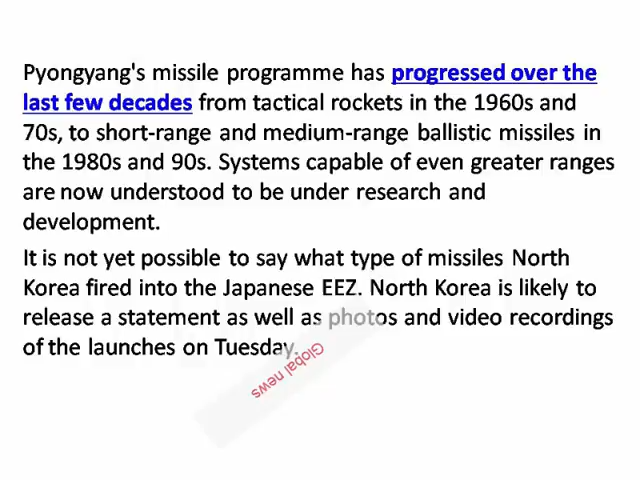 Pyongyang's missile programme has progressed over the
last few decades from tactical rockets in the 1960s and
70s, to short-range and medium-range ballistic missiles in
the 1980s and 90s. Systems capable of even greater ranges
are now understood to be under research and
development.
It is not yet possible to say what type of missiles North
Korea fired into the Japanese EEZ. North Korea is likely to
release a statement as well as photos and video recordings
of the launches on Tuesday.
Global news